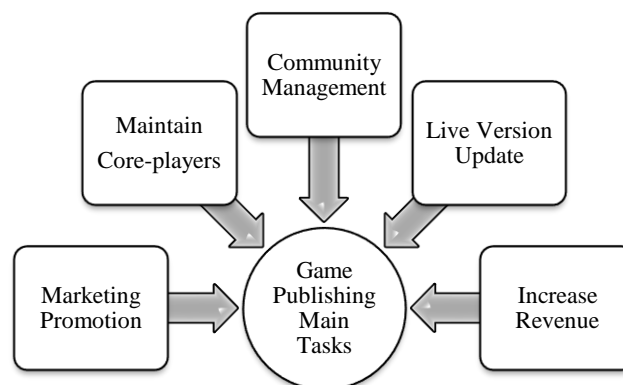 Community
Management
Maintain
Core-players
Live Version
Update
Marketing
Promotion
Game
Publishing
Main
Tasks
Increase
Revenue